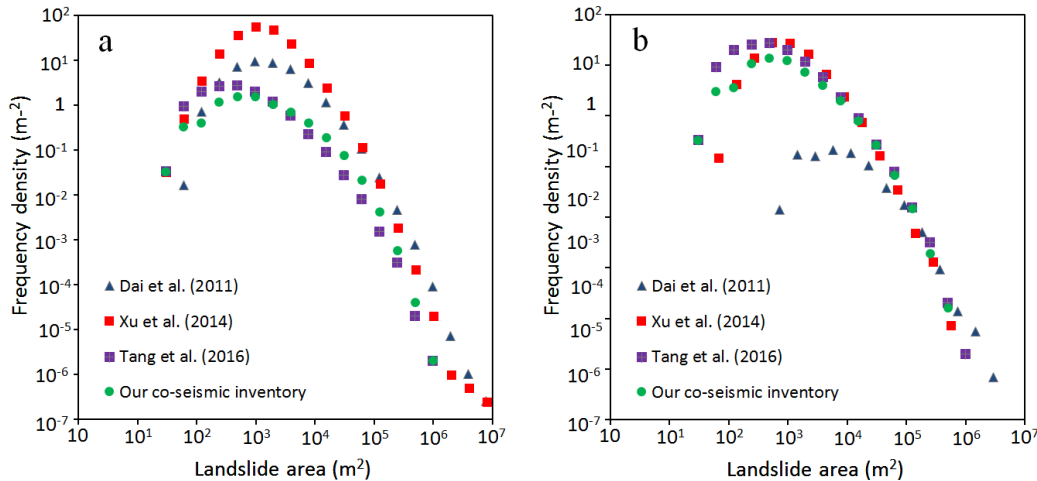 a
Frequency density (m-2)
10²
10
1
10⁻¹
10⁻²
10⁻³
10⁻⁴
10⁻⁵
10⁻⁶
10⁻⁷
Dai et al. (2011)
Xu et al. (2014)
Tang et al. (2016)
Our co-seismic inventory
10 10¹ 10² 10³ 10⁴ 10⁵ 10⁶ 10⁷
Landslide area (m²)
b
Frequency density (m-2)
10²
10
1
10⁻¹
10⁻²
10⁻³
10⁻⁴
10⁻⁵
10⁻⁶
10⁻⁷
Dai et al. (2011)
Xu et al. (2014)
Tang et al. (2016)
Our co-seismic inventory
10 10¹ 10² 10³ 10⁴ 10⁵ 10⁶ 10⁷
Landslide area (m²)